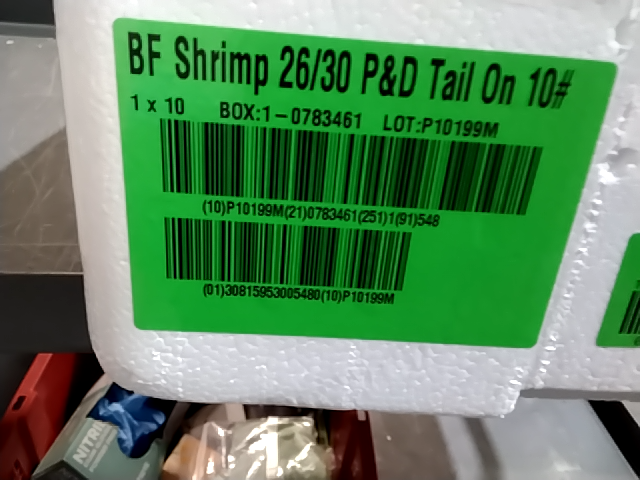 BF Shrimp 26/30 P&D Tail On 10#
1 x 10 BOX:1-0783461 LOT:P10199M
(10)P10199M(21)0783461(251)1(91)548
(01)30815953005480(10)P10199M
NITRI